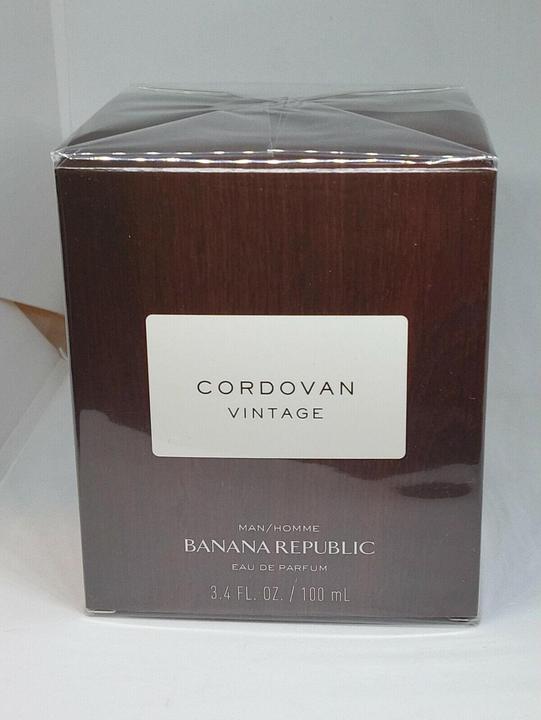 CORDOVAN
VINTAGE
MAN/HOMME
BANANA REPUBLIC
EAU DE PARFUM
3.4 FL. OZ. / 100 mL